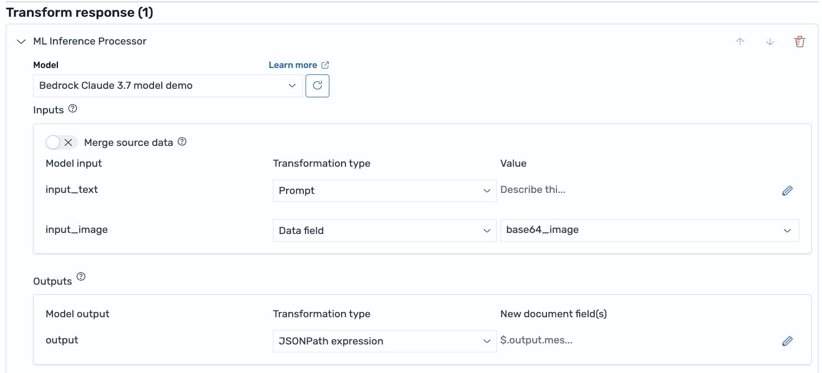 Transform response (1)
ML Inference Processor
Model Learn more
Bedrock Claude 3.7 model demo
Inputs
Merge source data
Model input Transformation type Value
input_text Prompt Describe thi...
input_image Data field base64_image
Outputs
Model output Transformation type New document field(s)
output JSONPath expression $.output.mes...